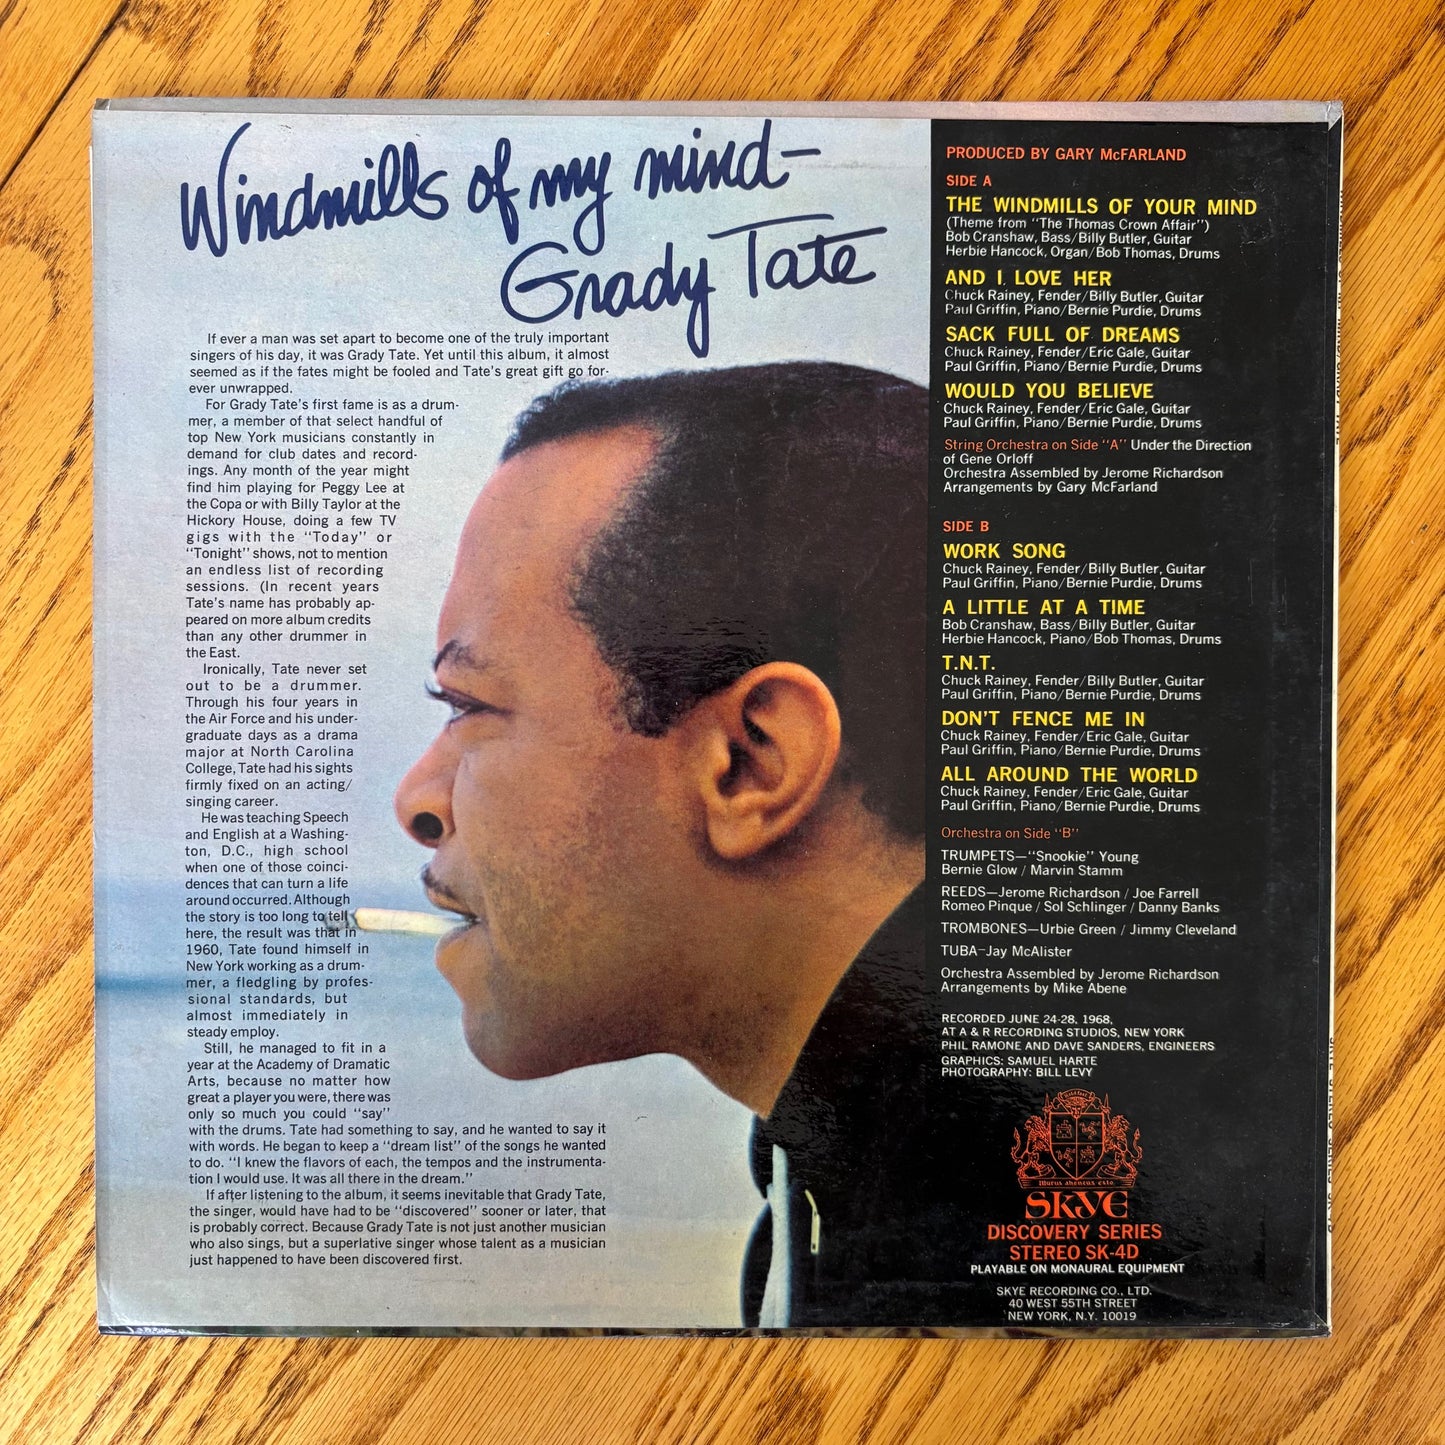 Windmills of my mind—
Grady Tate
If ever a man was set apart to become one of the truly important
singers of his day, it was Grady Tate. Yet until this album, it almost
seemed as if the fates might be fooled and Tate's great gift go for-
ever unwrapped.
For Grady Tate's first fame is as a drum-
mer, a member of that select handful of
top New York musicians constantly in
demand for club dates and record-
ings. Any month of the year might
find him playing for Peggy Lee at
the Copa or with Billy Taylor at the
Hickory House, doing a few TV
gigs with the "Today" or
"Tonight" shows, not to mention
an endless list of recording
sessions. (In recent years
Tate's name has probably ap-
peared on more album credits
than any other drummer in
the East.
Ironically, Tate never set
out to be a drummer.
Through his four years in
the Air Force and his under-
graduate days as a drama
major at North Carolina
College, Tate had his sights
firmly fixed on an acting/
singing career.
He was teaching Speech
and English at a Washing-
ton, D.C., high school
when one of those coinci-
dences that can turn a life
around occurred. Although
the story is too long to tell
here, the result was that in
1960, Tate found himself in
New York working as a drum-
mer, a fledgling by profes-
sional standards, but
almost immediately in
steady employ.
Still, he managed to fit in a
year at the Academy of Dramatic
Arts, because no matter how
great a player you were, there was
only so much you could "say"
with the drums. Tate had something to say, and he wanted to say it
with words. He began to keep a "dream list" of the songs he wanted
to do. "I knew the flavors of each, the tempos and the instrumenta-
tion I would use. It was all there in the dream."
If after listening to the album, it seems inevitable that Grady Tate,
the singer, would have had to be "discovered" sooner or later, that
is probably correct. Because Grady Tate is not just another musician
who also sings, but a superlative singer whose talent as a musician
just happened to have been discovered first.
PRODUCED BY GARY McFARLAND
SIDE A
THE WINDMILLS OF YOUR MIND
(Theme from "The Thomas Crown Affair")
Bob Cranshaw, Bass/Billy Butler, Guitar
Herbie Hancock, Organ/Bob Thomas, Drums
AND I LOVE HER
Chuck Rainey, Fender/Billy Butler, Guitar
Paul Griffin, Piano/Bernie Purdie, Drums
SACK FULL OF DREAMS
Chuck Rainey, Fender/Eric Gale, Guitar
Paul Griffin, Piano/Bernie Purdie, Drums
WOULD YOU BELIEVE
Chuck Rainey, Fender/Eric Gale, Guitar
Paul Griffin, Piano/Bernie Purdie, Drums
String Orchestra on Side "A" Under the Direction
of Gene Orloff
Orchestra Assembled by Jerome Richardson
Arrangements by Gary McFarland
SIDE B
WORK SONG
Chuck Rainey, Fender/Billy Butler, Guitar
Paul Griffin, Piano/Bernie Purdie, Drums
A LITTLE AT A TIME
Bob Cranshaw, Bass/Billy Butler, Guitar
Herbie Hancock, Piano/Bob Thomas, Drums
T.N.T.
Chuck Rainey, Fender/Billy Butler, Guitar
Paul Griffin, Piano/Bernie Purdie, Drums
DON'T FENCE ME IN
Chuck Rainey, Fender/Eric Gale, Guitar
Paul Griffin, Piano/Bernie Purdie, Drums
ALL AROUND THE WORLD
Chuck Rainey, Fender/Eric Gale, Guitar
Paul Griffin, Piano/Bernie Purdie, Drums
Orchestra on Side "B"
TRUMPETS—"Snookie" Young
Bernie Glow / Marvin Stamm
REEDS—Jerome Richardson / Joe Farrell
Romeo Pinque / Sol Schlinger / Danny Banks
TROMBONES—Urbie Green / Jimmy Cleveland
TUBA—Jay McAlister
Orchestra Assembled by Jerome Richardson
Arrangements by Mike Abene
RECORDED JUNE 24-28, 1968,
AT A & R RECORDING STUDIOS, NEW YORK
PHIL RAMONE AND DAVE SANDERS, ENGINEERS
GRAPHICS: SAMUEL HARTE
PHOTOGRAPHY: BILL LEVY
Murus aheneus esto
SKYE
DISCOVERY SERIES
STEREO SK-4D
PLAYABLE ON MONAURAL EQUIPMENT
SKYE RECORDING CO., LTD.
40 WEST 55TH STREET
NEW YORK, N.Y. 10019